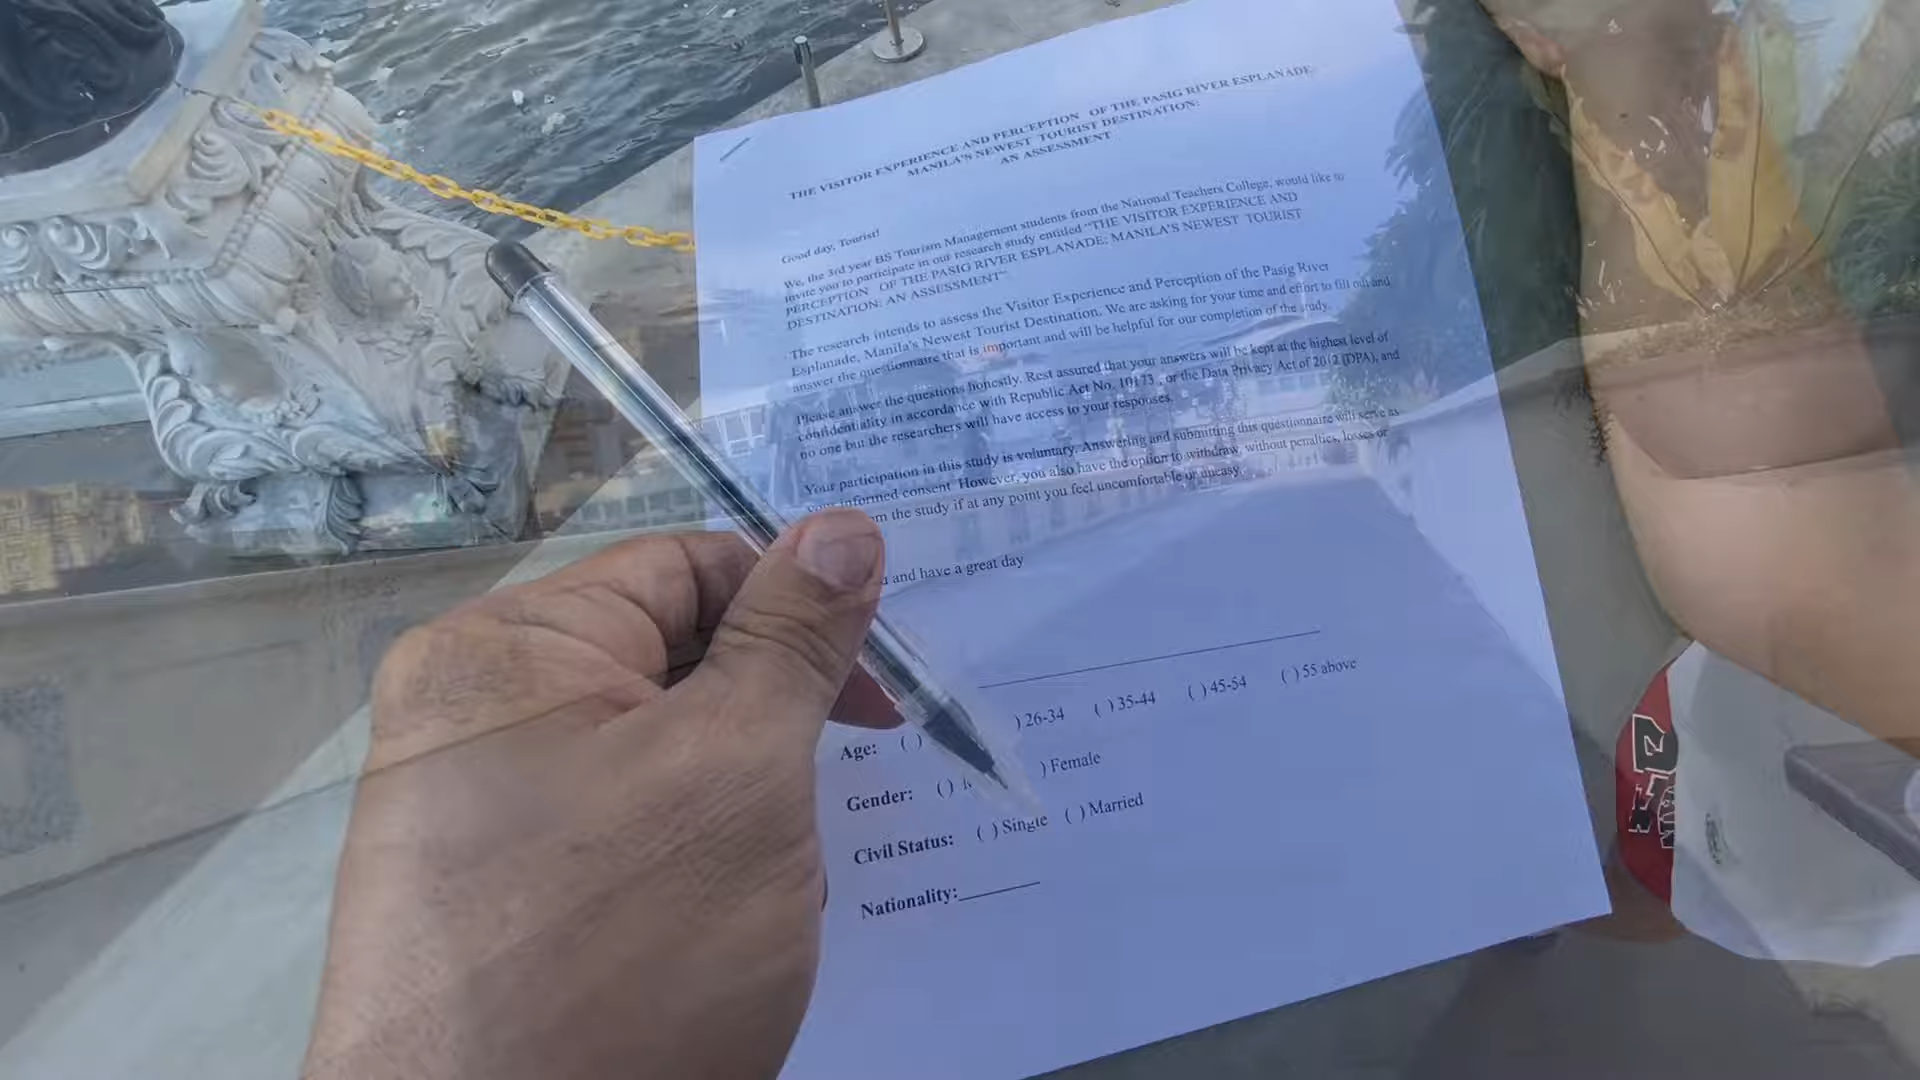 THE VISITOR EXPERIENCE AND PERCEPTION OF THE PASIG RIVER ESPLANADE,
MANILA'S NEWEST TOURIST DESTINATION:
AN ASSESSMENT
Good day, Tourist!
We, the 3rd year BS Tourism Management students from the National Teachers College, would like to
invite you to participate in our research study entitled "THE VISITOR EXPERIENCE AND
PERCEPTION OF THE PASIG RIVER ESPLANADE; MANILA'S NEWEST TOURIST
DESTINATION: AN ASSESSMENT"
The research intends to assess the Visitor Experience and Perception of the Pasig River
Esplanade, Manila's Newest Tourist Destination. We are asking for your time and effort to fill out and
answer the questionnaire that is important and will be helpful for our completion of the study.
Please answer the questions honestly. Rest assured that your answers will be kept at the highest level of
confidentiality in accordance with Republic Act No. 10173 , or the Data Privacy Act of 2012 (DPA), and
no one but the researchers will have access to your responses.
Your participation in this study is voluntary. Answering and submitting this questionnaire will serve as
your informed consent. However, you also have the option to withdraw, without penalties, losses or
the study if at any point you feel uncomfortable or uneasy.
and have a great day
Age: ( ) ) 26-34 ( ) 35-44 ( ) 45-54 ( ) 55 above
Gender: ( ) ) Female
Civil Status: ( ) Single ( ) Married
Nationality: